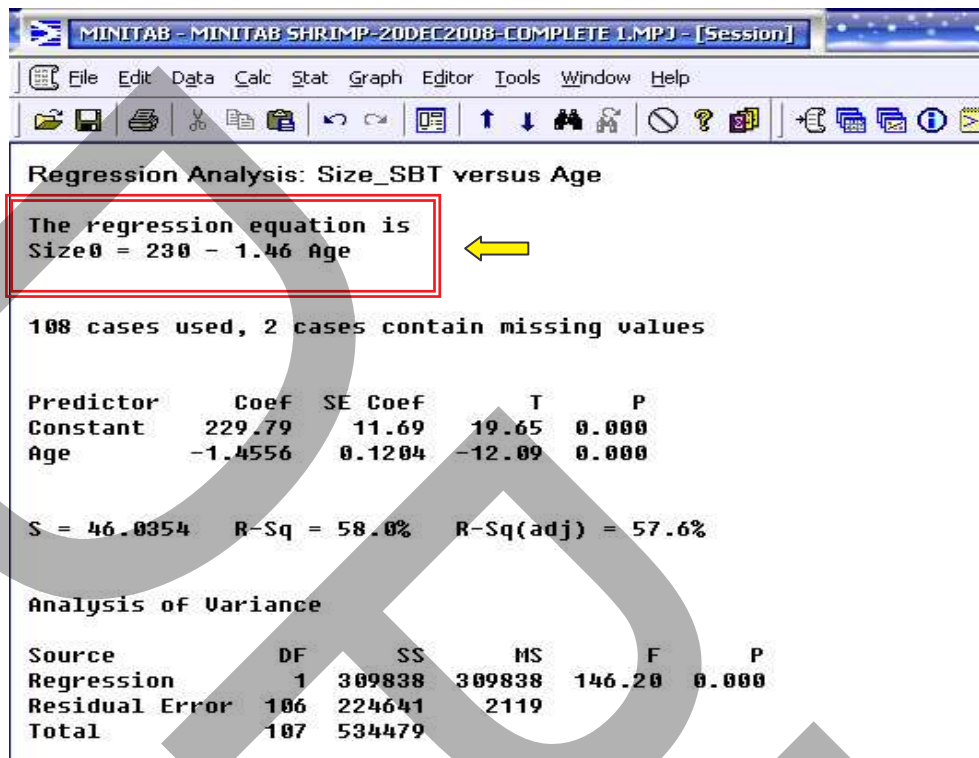 MINITAB - MINITAB SHRIMP-20DEC2008-COMPLETE 1.MPJ - [Session]
File Edit Data Calc Stat Graph Editor Tools Window Help
Regression Analysis: Size_SBT versus Age
The regression equation is
Size0 = 230 - 1.46 Age
108 cases used, 2 cases contain missing values
Predictor Coef SE Coef T P
Constant 229.79 11.69 19.65 0.000
Age -1.4556 0.1204 -12.09 0.000
S = 46.0354 R-Sq = 58.0% R-Sq(adj) = 57.6%
Analysis of Variance
Source DF SS MS F P
Regression 1 309838 309838 146.20 0.000
Residual Error 106 224641 2119
Total 107 534479